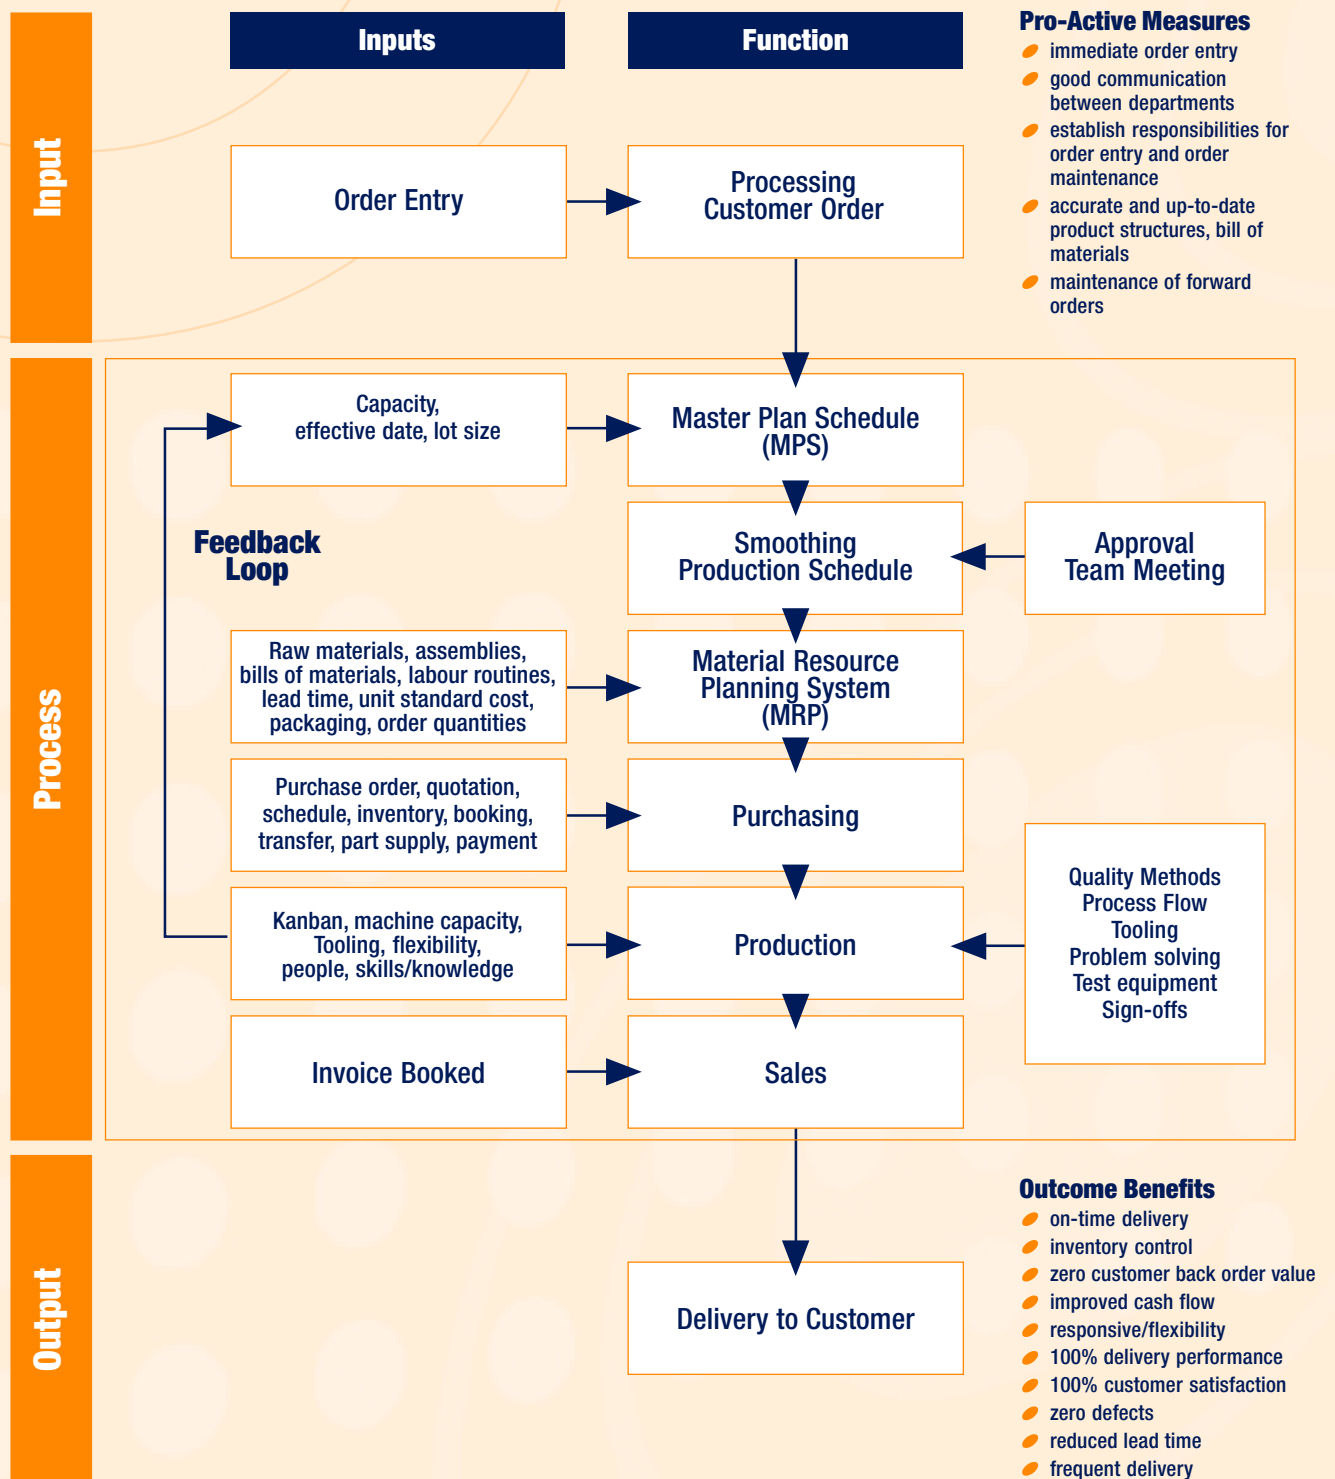 Inputs
Function
Pro-Active Measures
immediate order entry
good communication
between departments
establish responsibilities for
order entry and order
maintenance
accurate and up-to-date
product structures, bill of
materials
maintenance of forward
orders
Input
Order Entry
Processing
Customer Order
Process
Capacity,
effective date, lot size
Master Plan Schedule
(MPS)
Feedback
Loop
Smoothing
Production Schedule
Approval
Team Meeting
Raw materials, assemblies,
bills of materials, labour routines,
lead time, unit standard cost,
packaging, order quantities
Material Resource
Planning System
(MRP)
Purchase order, quotation,
schedule, inventory, booking,
transfer, part supply, payment
Purchasing
Kanban, machine capacity,
Tooling, flexibility,
people, skills/knowledge
Production
Quality Methods
Process Flow
Tooling
Problem solving
Test equipment
Sign-offs
Invoice Booked
Sales
Output
Delivery to Customer
Outcome Benefits
on-time delivery
inventory control
zero customer back order value
improved cash flow
responsive/flexibility
100% delivery performance
100% customer satisfaction
zero defects
reduced lead time
frequent delivery